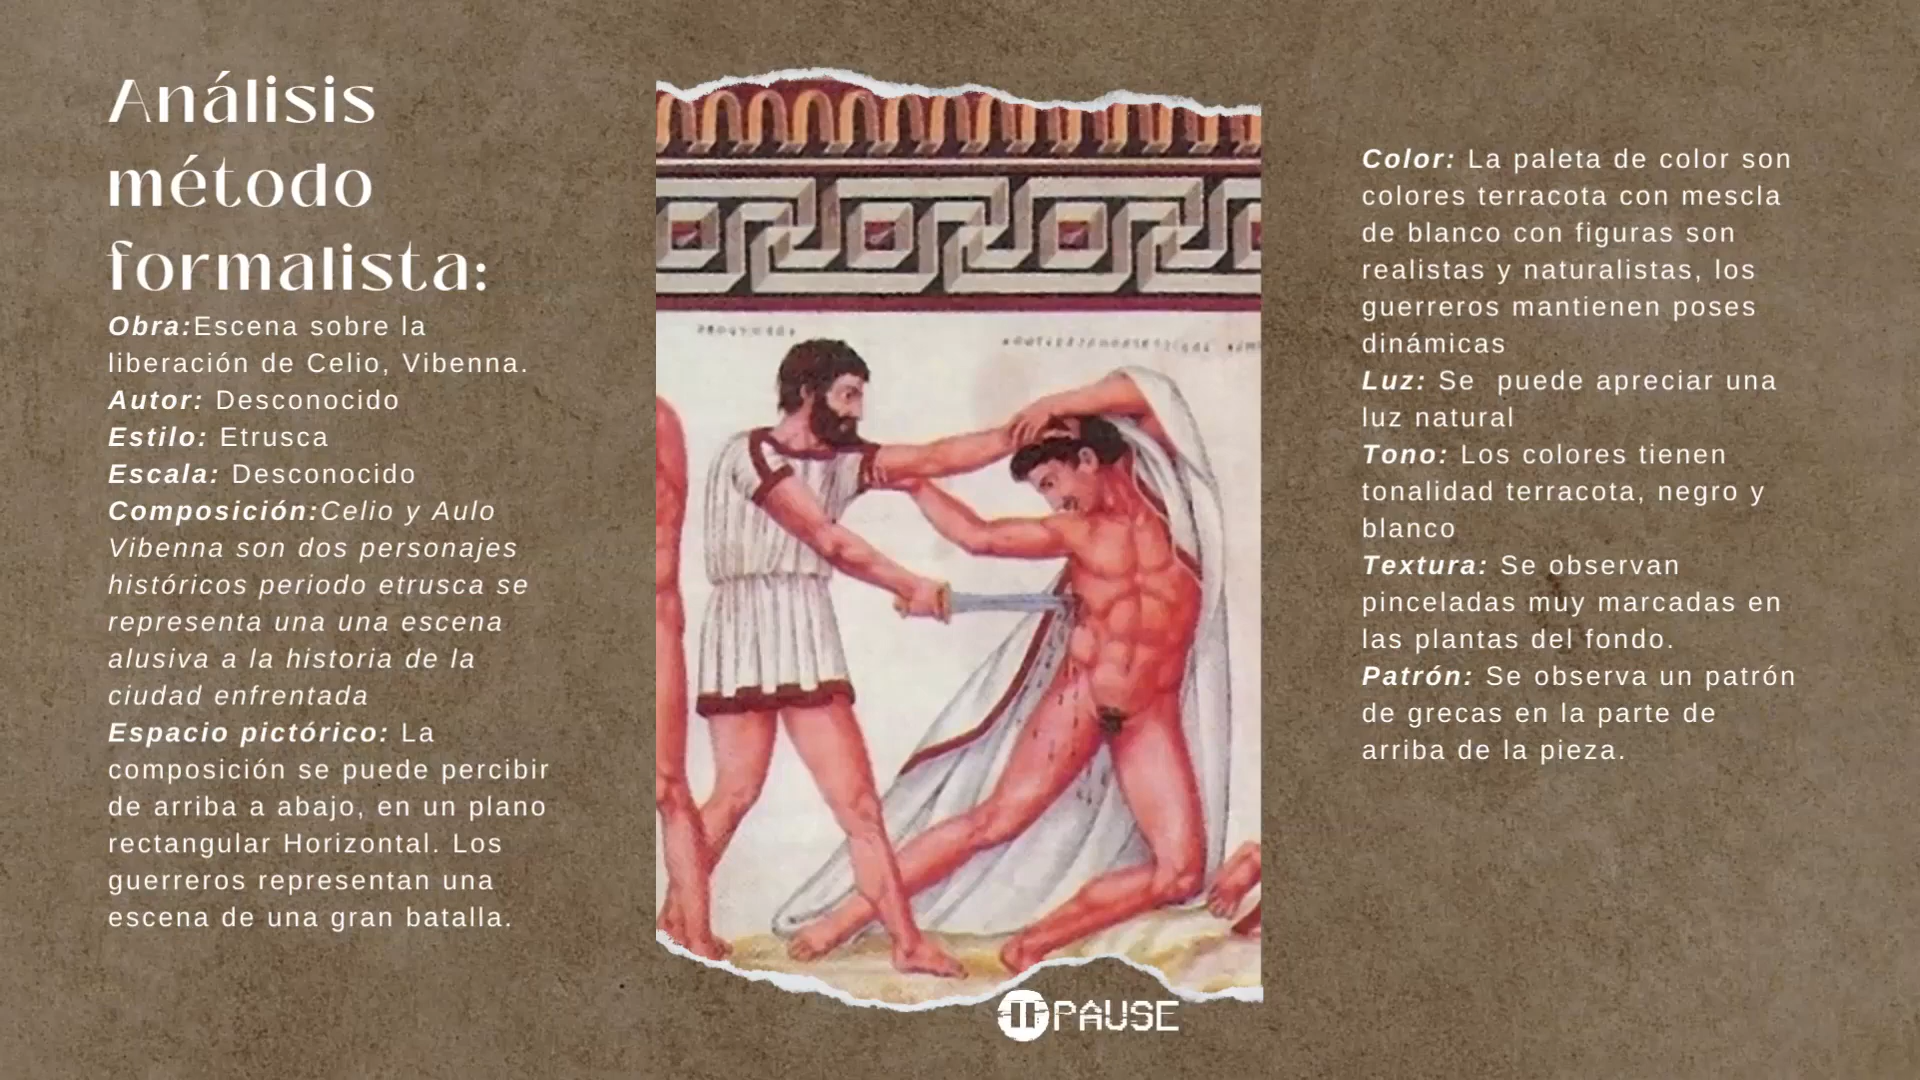 Análisis
método
formalista:
Obra:Escena sobre la
liberación de Celio, Vibenna.
Autor: Desconocido
Estilo: Etrusca
Escala: Desconocido
Composición:Celio y Aulo
Vibenna son dos personajes
históricos periodo etrusca se
representa una una escena
alusiva a la historia de la
ciudad enfrentada
Espacio pictórico: La
composición se puede percibir
de arriba a abajo, en un plano
rectangular Horizontal. Los
guerreros representan una
escena de una gran batalla.
Color: La paleta de color son
colores terracota con mescla
de blanco con figuras son
realistas y naturalistas, los
guerreros mantienen poses
dinámicas
Luz: Se puede apreciar una
luz natural
Tono: Los colores tienen
tonalidad terracota, negro y
blanco
Textura: Se observan
pinceladas muy marcadas en
las plantas del fondo.
Patrón: Se observa un patrón
de grecas en la parte de
arriba de la pieza.
PAUSE